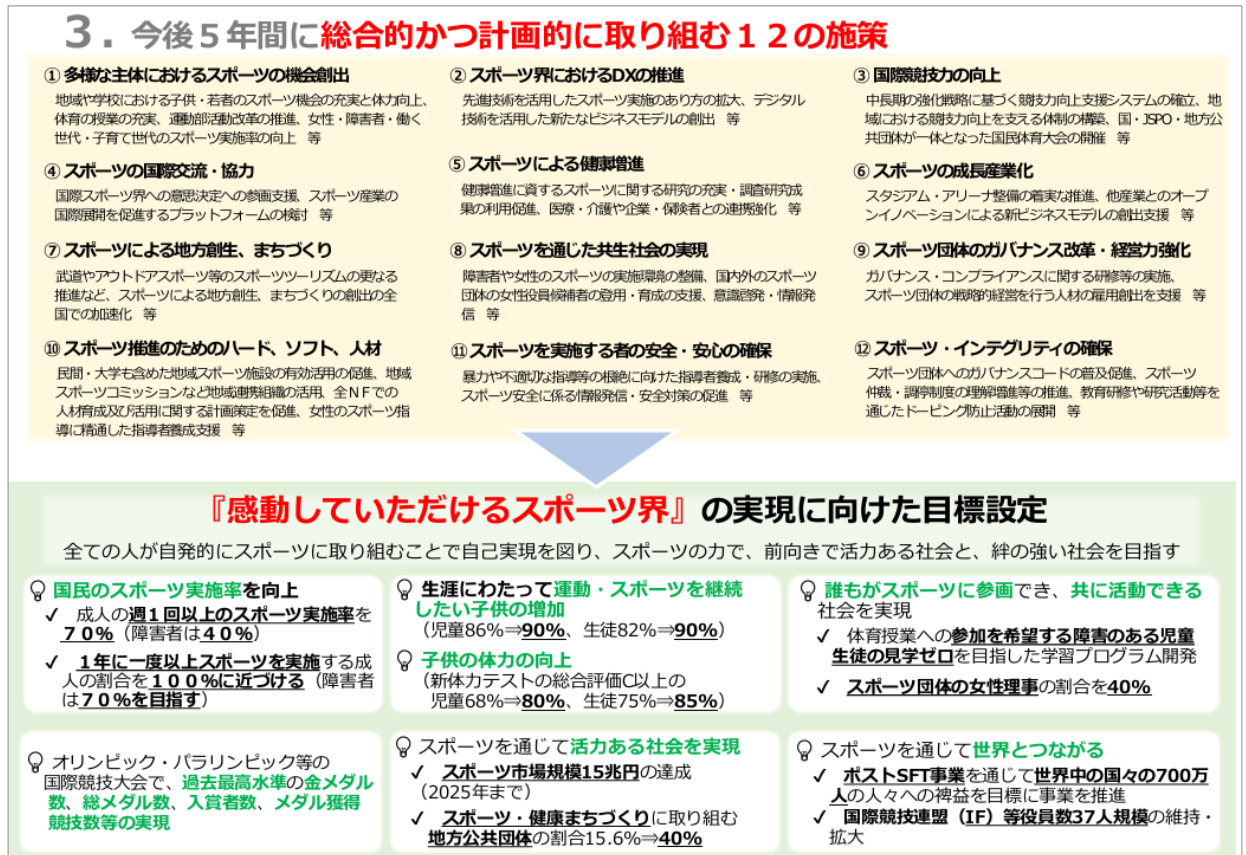 3．今後５年間に総合的かつ計画的に取り組む１２の施策
① 多様な主体におけるスポーツの機会創出
地域や学校における子供・若者のスポーツ機会の充実と体力向上、
体育の授業の充実、運動部活動改革の推進、女性・障害者・働く
世代・子育て世代のスポーツ実施率の向上　等
② スポーツ界におけるDXの推進
先進技術を活用したスポーツ実施のあり方の拡大、デジタル
技術を活用した新たなビジネスモデルの創出　等
③ 国際競技力の向上
中長期の強化戦略に基づく競技力向上支援システムの確立、地
域における競技力向上を支える体制の構築、国・JSPO・地方公
共団体が一体となった国民体育大会の開催　等
④ スポーツの国際交流・協力
国際スポーツ界への意思決定への参画支援、スポーツ産業の
国際展開を促進するプラットフォームの検討　等
⑤ スポーツによる健康増進
健康増進に資するスポーツに関する研究の充実・調査研究成
果の利用促進、医療・介護や企業・保険者との連携強化　等
⑥ スポーツの成長産業化
スタジアム・アリーナ整備の着実な推進、他産業とのオープ
ンイノベーションによる新ビジネスモデルの創出支援　等
⑦ スポーツによる地方創生、まちづくり
武道やアウトドアスポーツ等のスポーツツーリズムの更なる
推進など、スポーツによる地方創生、まちづくりの創出の全
国での加速化　等
⑧ スポーツを通じた共生社会の実現
障害者や女性のスポーツの実施環境の整備、国内外のスポーツ
団体の女性役員候補者の登用・育成の支援、意識啓発・情報発
信　等
⑨ スポーツ団体のガバナンス改革・経営力強化
ガバナンス・コンプライアンスに関する研修等の実施、
スポーツ団体の戦略的経営を行う人材の雇用創出を支援　等
⑩ スポーツ推進のためのハード、ソフト、人材
民間・大学も含めた地域スポーツ施設の有効活用の促進、地域
スポーツコミッションなど地域連携組織の活用、全ＮＦでの
人材育成及び活用に関する計画策定を促進、女性のスポーツ指
導に精通した指導者養成支援　等
⑪ スポーツを実施する者の安全・安心の確保
暴力や不適切な指導等の根絶に向けた指導者養成・研修の実施、
スポーツ安全に係る情報発信・安全対策の促進　等
⑫ スポーツ・インテグリティの確保
スポーツ団体へのガバナンスコードの普及促進、スポーツ
仲裁・調停制度の理解増進等の推進、教育研修や研究活動等を
通じたドーピング防止活動の展開　等
『感動していただけるスポーツ界』の実現に向けた目標設定
全ての人が自発的にスポーツに取り組むことで自己実現を図り、スポーツの力で、前向きで活力ある社会と、絆の強い社会を目指す
国民のスポーツ実施率を向上
✓ 成人の週１回以上のスポーツ実施率を
７０％（障害者は４０％）
✓ １年に一度以上スポーツを実施する成
人の割合を１００％に近づける（障害者
は７０％を目指す）
生涯にわたって運動・スポーツを継続
したい子供の増加
（児童86%⇒90%、生徒82%⇒90%）
子供の体力の向上
（新体力テストの総合評価C以上の
児童68%⇒80%、生徒75%⇒85%）
誰もがスポーツに参画でき、共に活動できる
社会を実現
✓ 体育授業への参加を希望する障害のある児童
生徒の見学ゼロを目指した学習プログラム開発
✓ スポーツ団体の女性理事の割合を40％
オリンピック・パラリンピック等の
国際競技大会で、過去最高水準の金メダル
数、総メダル数、入賞者数、メダル獲得
競技数等の実現
スポーツを通じて活力ある社会を実現
✓ スポーツ市場規模15兆円の達成
（2025年まで）
✓ スポーツ・健康まちづくりに取り組む
地方公共団体の割合15.6%⇒40％
スポーツを通じて世界とつながる
✓ ポストSFT事業を通じて世界中の国々の700万
人の人々への裨益を目標に事業を推進
✓ 国際競技連盟（IF）等役員数37人規模の維持・
拡大